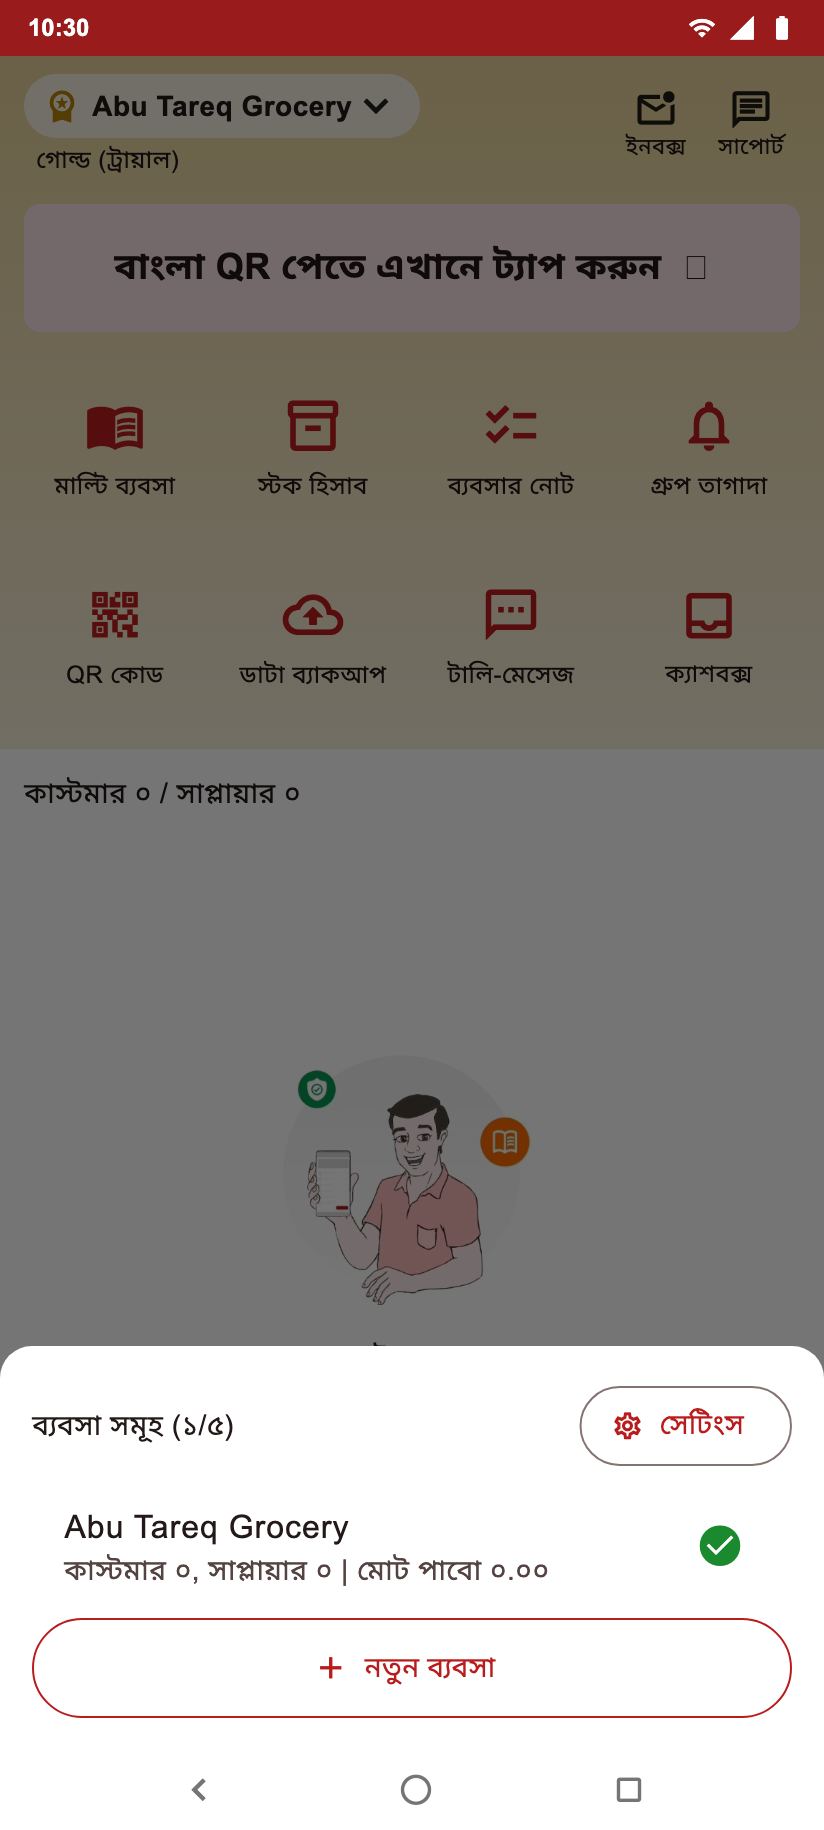 10:30
Abu Tareq Grocery
গোল্ড (ট্রায়াল)
ইনবক্স
সাপোর্ট
বাংলা QR পেতে এখানে ট্যাপ করুন
মাল্টি ব্যবসা
স্টক হিসাব
ব্যবসার নোট
গ্রুপ তাগাদা
QR কোড
ডাটা ব্যাকআপ
টালি-মেসেজ
ক্যাশবক্স
কাস্টমার ০ / সাপ্লায়ার ০
ব্যবসা সমূহ (১/৫)
সেটিংস
Abu Tareq Grocery
কাস্টমার ০, সাপ্লায়ার ০ | মোট পাবো ০.০০
+ নতুন ব্যবসা